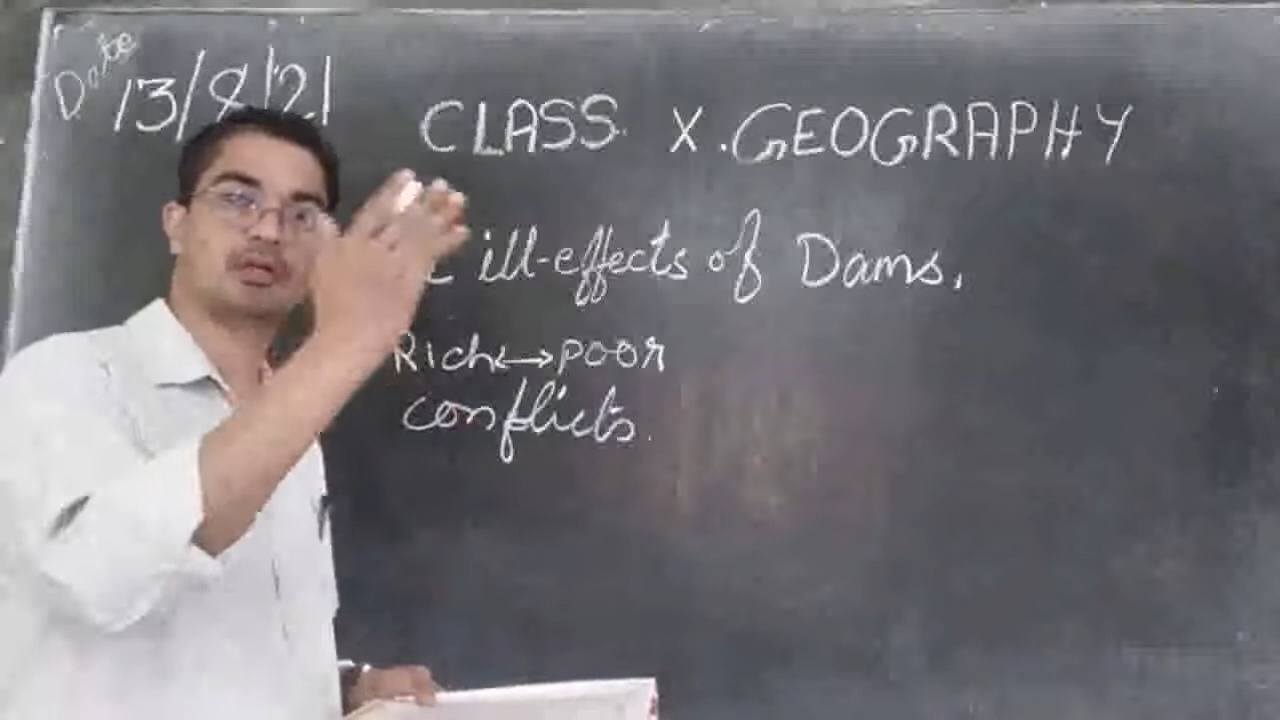 Date
13/8/21
CLASS X. GEOGRAPHY
ill-effects of Dams.
Rich↔poor
conflicts.